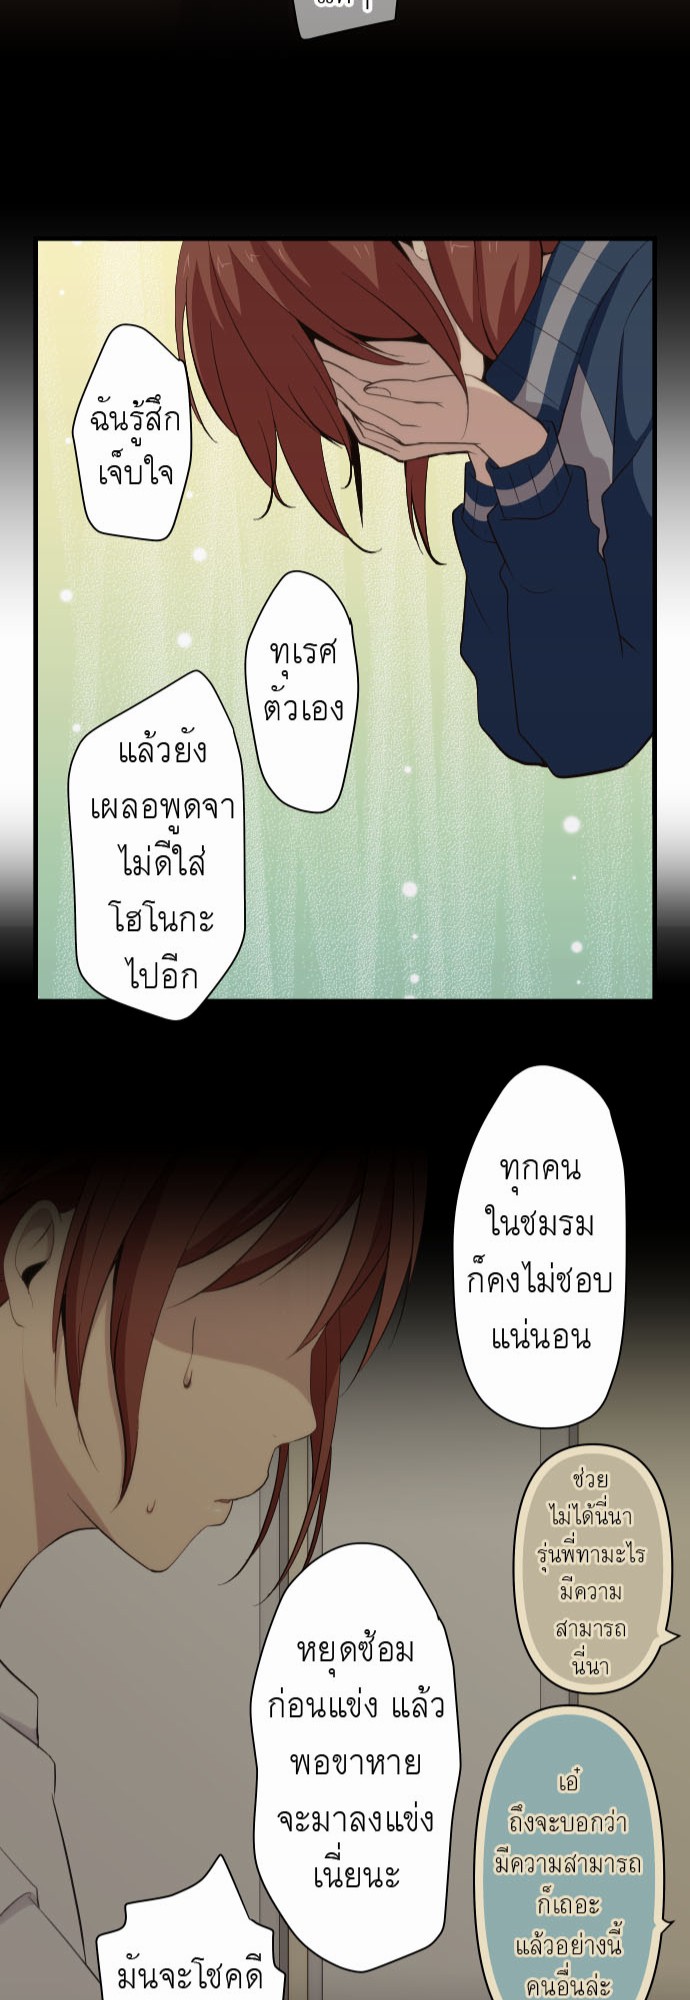 ฉันรู้สึก
เจ็บใจ
ทุเรศ
ตัวเอง
แล้วยัง
เผลอพูดจา
ไม่ดีใส่
โฮโนกะ
ไปอีก
ทุกคน
ในชมรม
ก็คงไม่ชอบ
แน่นอน
ช่วย
ไม่ได้นี่นา
รุ่นพี่ทามะไร
มีความ
สามารถ
นี่นา
หยุดซ้อม
ก่อนแข่ง แล้ว
พอขาหาย
จะมาลงแข่ง
เนี่ยนะ
เอ๋
ถึงจะบอกว่า
มีความสามารถ
ก็เถอะ
แล้วอย่างนี้
คนอื่นล่ะ
มันจะโชคดี